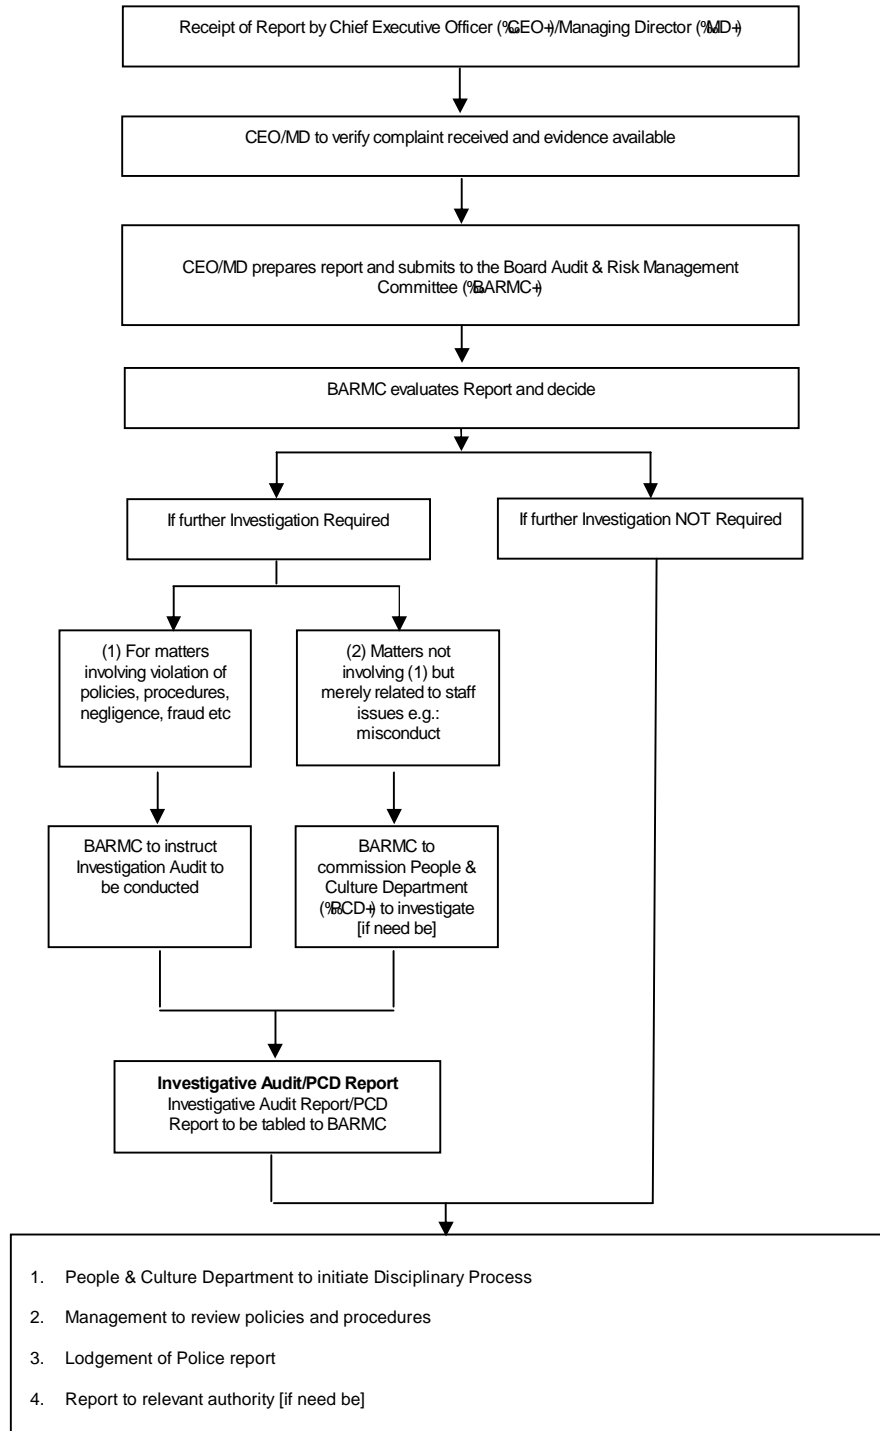 Receipt of Report by Chief Executive Officer (‰CEO+)/Managing Director (‰MD+)
CEO/MD to verify complaint received and evidence available
CEO/MD prepares report and submits to the Board Audit & Risk Management
Committee (‰BARMC+)
BARMC evaluates Report and decide
If further Investigation Required
If further Investigation NOT Required
(1) For matters
involving violation of
policies, procedures,
negligence, fraud etc
(2) Matters not
involving (1) but
merely related to staff
issues e.g.:
misconduct
BARMC to instruct
Investigation Audit to
be conducted
BARMC to
commission People &
Culture Department
(‰PCD+) to investigate
[if need be]
Investigative Audit/PCD Report
Investigative Audit Report/PCD
Report to be tabled to BARMC
1. People & Culture Department to initiate Disciplinary Process
2. Management to review policies and procedures
3. Lodgement of Police report
4. Report to relevant authority [if need be]